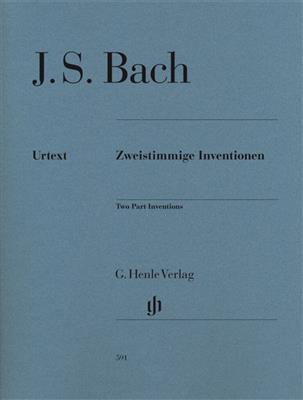 J. S. Bach
Urtext
Zweistimmige Inventionen
Two Part Inventions
G. Henle Verlag
591